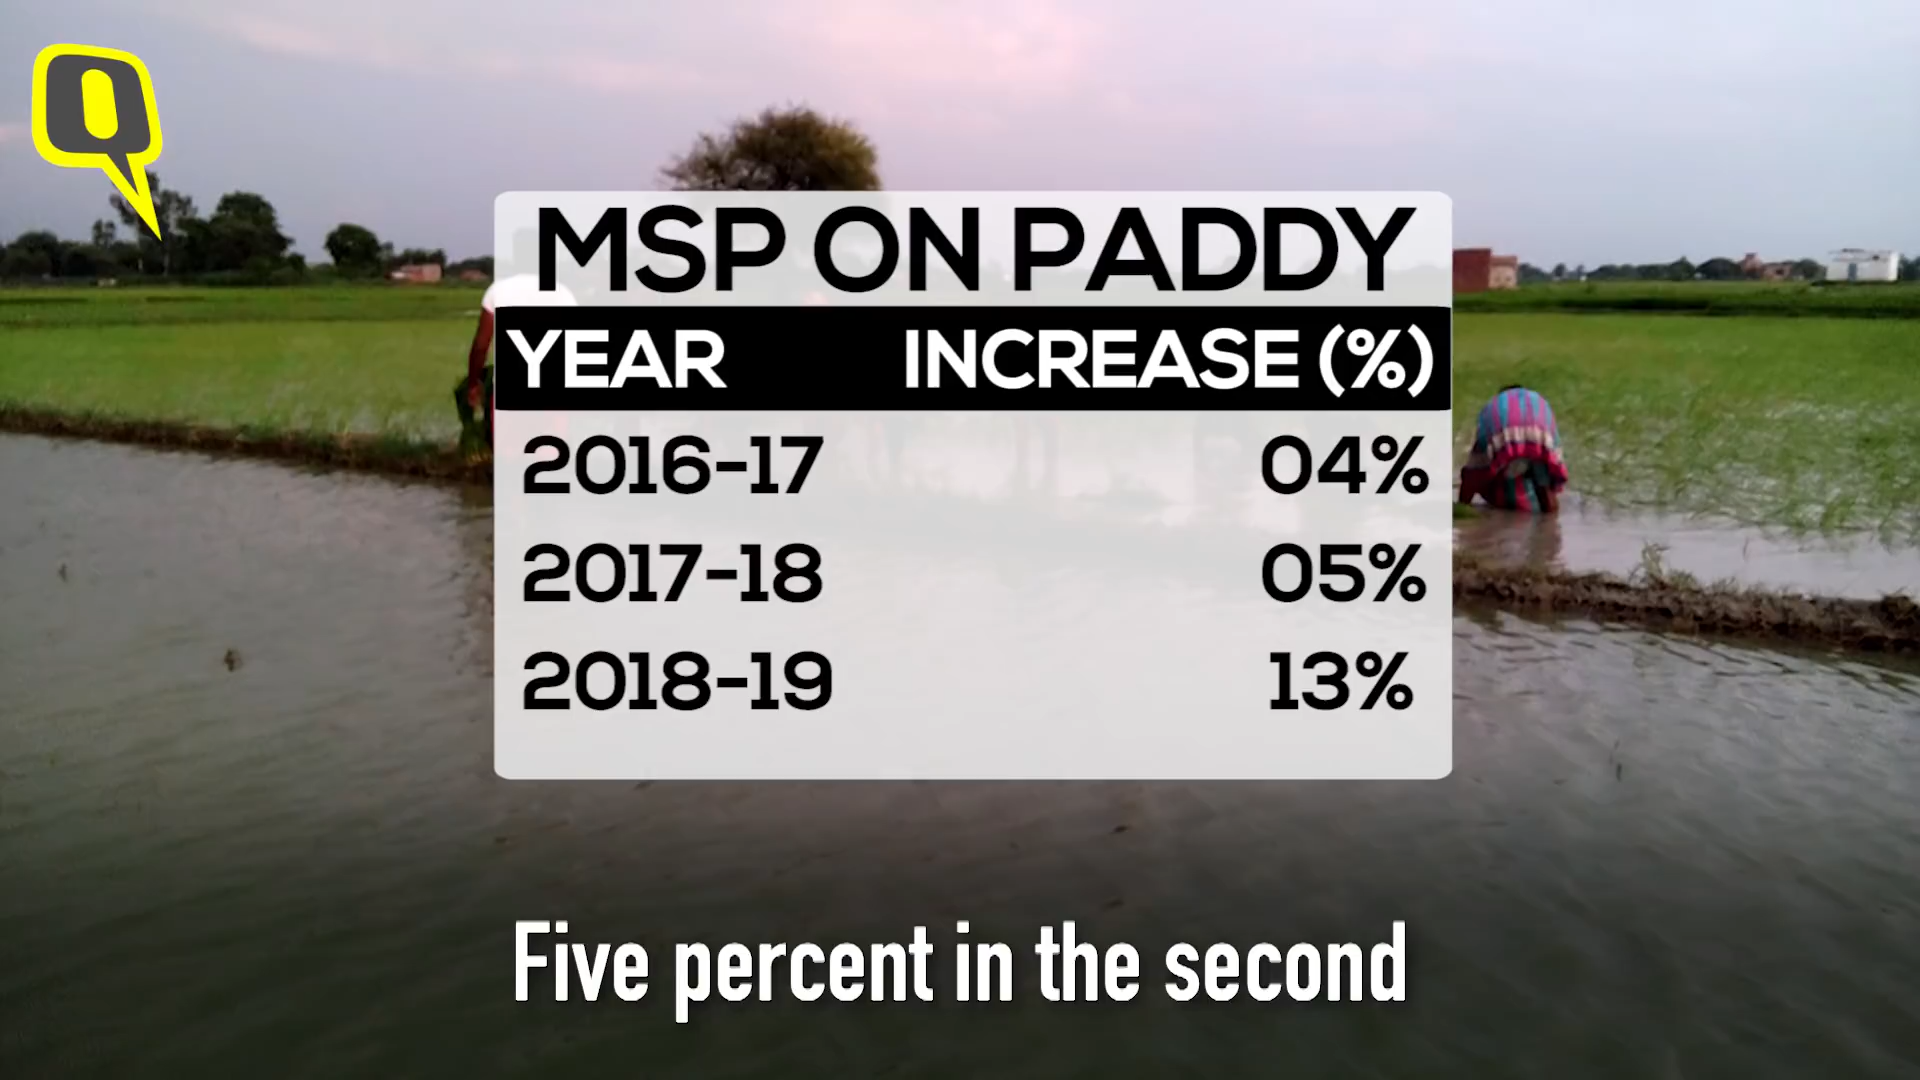 Q
MSP ON PADDY
YEAR INCREASE (%)
2016-17 04%
2017-18 05%
2018-19 13%
Five percent in the second